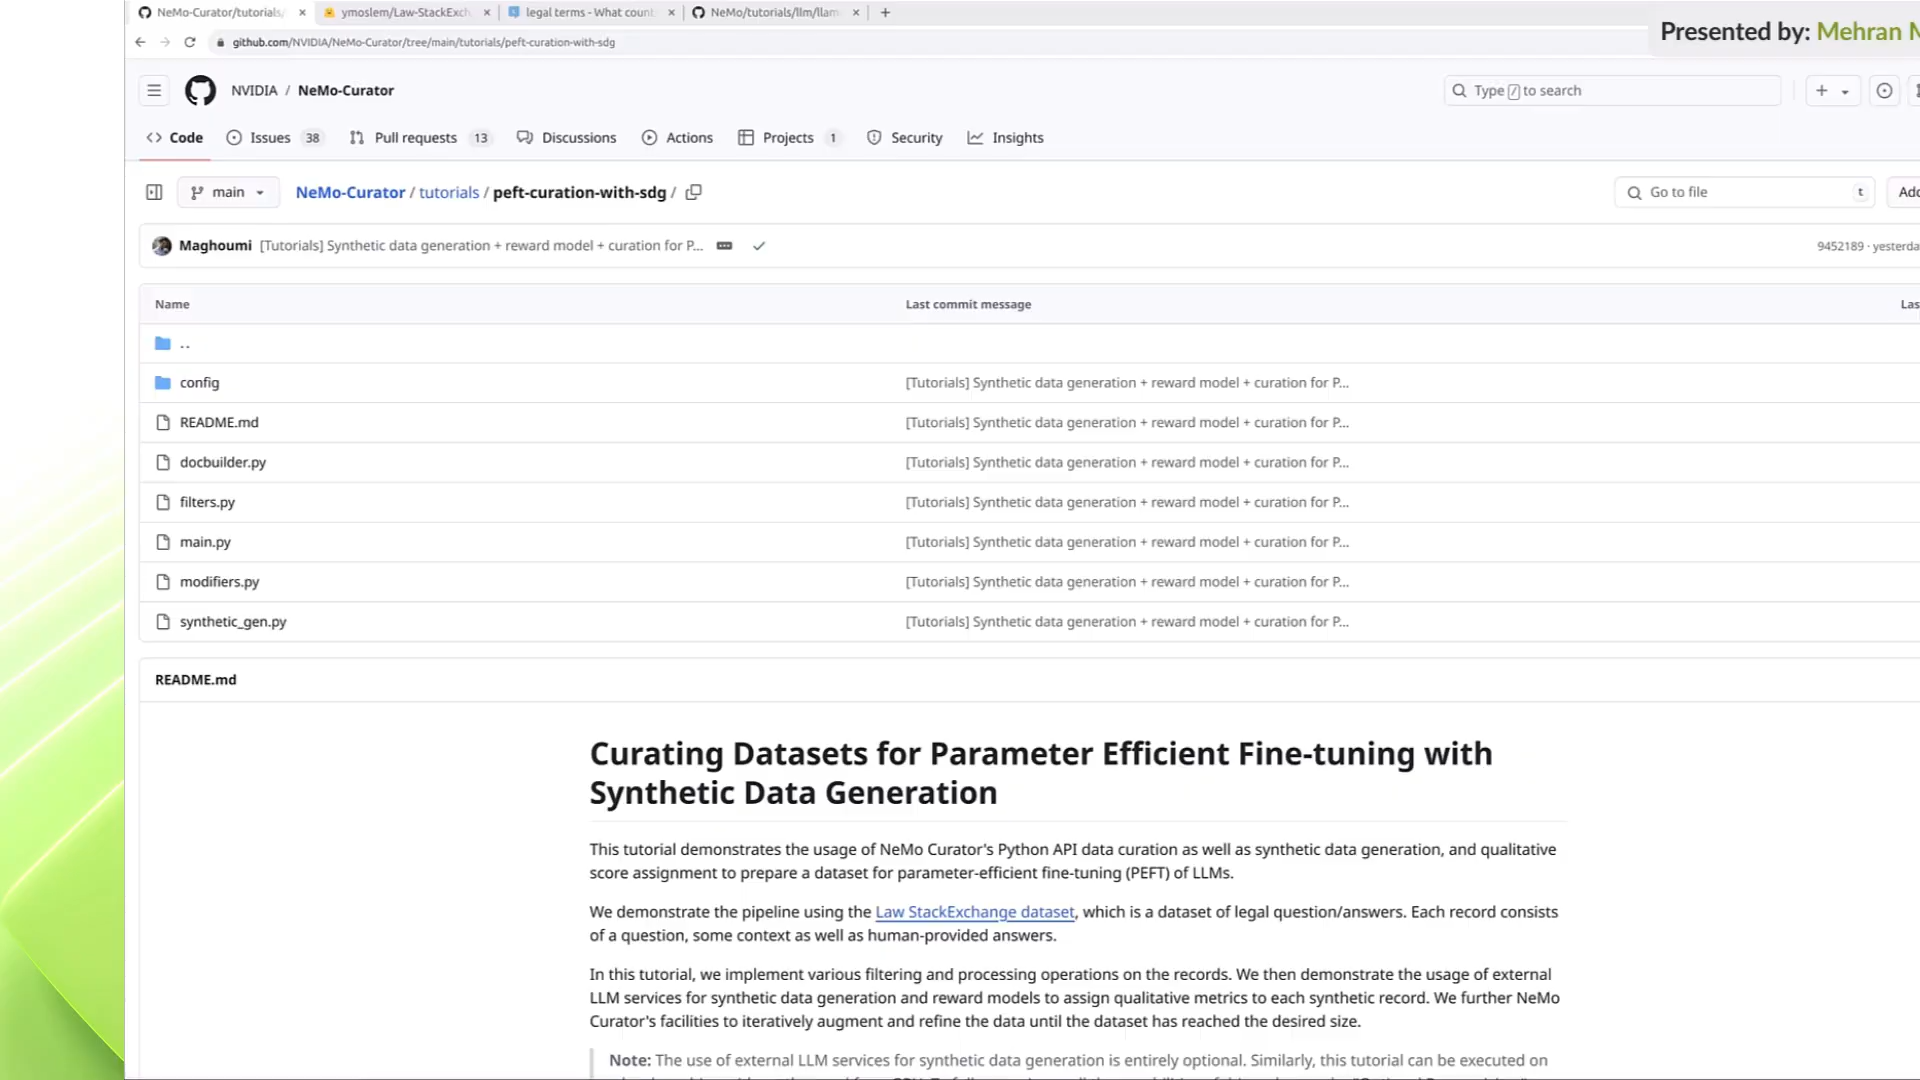 NeMo-Curator/tutorials/
ymoslem/Law-StackExch
legal terms - What count
NeMo/tutorials/llm/llam
Presented by: Mehran
github.com/NVIDIA/NeMo-Curator/tree/main/tutorials/peft-curation-with-sdg
NVIDIA / NeMo-Curator
Type / to search
Code
Issues 38
Pull requests 13
Discussions
Actions
Projects 1
Security
Insights
main
NeMo-Curator / tutorials / peft-curation-with-sdg /
Go to file
t
Add
Maghoumi [Tutorials] Synthetic data generation + reward model + curation for P...
9452189 · yesterda
Name Last commit message Las
..
config [Tutorials] Synthetic data generation + reward model + curation for P...
README.md [Tutorials] Synthetic data generation + reward model + curation for P...
docbuilder.py [Tutorials] Synthetic data generation + reward model + curation for P...
filters.py [Tutorials] Synthetic data generation + reward model + curation for P...
main.py [Tutorials] Synthetic data generation + reward model + curation for P...
modifiers.py [Tutorials] Synthetic data generation + reward model + curation for P...
synthetic_gen.py [Tutorials] Synthetic data generation + reward model + curation for P...
README.md
Curating Datasets for Parameter Efficient Fine-tuning with
Synthetic Data Generation
This tutorial demonstrates the usage of NeMo Curator's Python API data curation as well as synthetic data generation, and qualitative
score assignment to prepare a dataset for parameter-efficient fine-tuning (PEFT) of LLMs.
We demonstrate the pipeline using the Law StackExchange dataset, which is a dataset of legal question/answers. Each record consists
of a question, some context as well as human-provided answers.
In this tutorial, we implement various filtering and processing operations on the records. We then demonstrate the usage of external
LLM services for synthetic data generation and reward models to assign qualitative metrics to each synthetic record. We further NeMo
Curator's facilities to iteratively augment and refine the data until the dataset has reached the desired size.
Note: The use of external LLM services for synthetic data generation is entirely optional. Similarly, this tutorial can be executed on